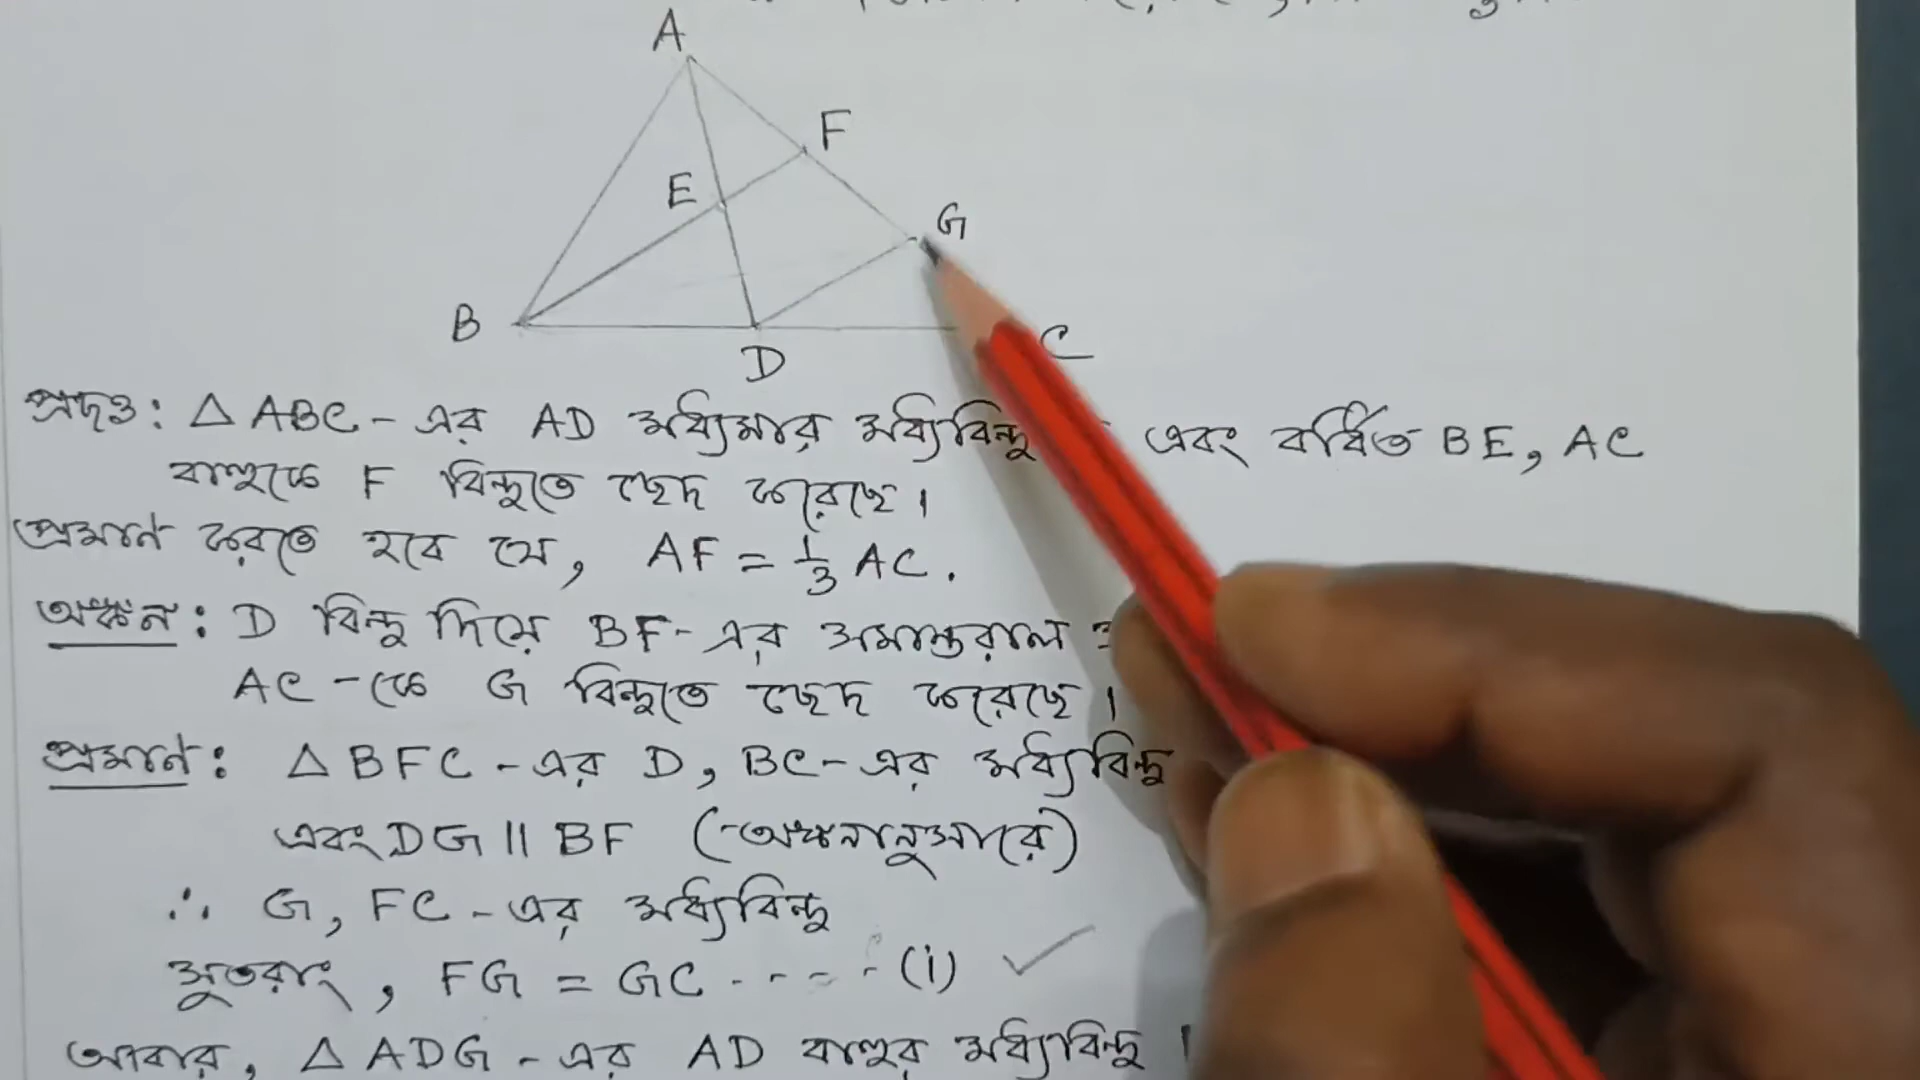 A
F
E
G
B
D
C
প্রদত্ত: △ABC-এর AD মধ্যমার মধ্যবিন্দু এবং বর্ধিত BE, AC
বাহুকে F বিন্দুতে ছেদ করেছে।
প্রমাণ করতে হবে যে, AF = 1/3 AC.
অঙ্কন: D বিন্দু দিয়ে BF-এর সমান্তরাল
AC-কে G বিন্দুতে ছেদ করেছে।
প্রমাণ: △BFC-এর D, BC-এর মধ্যবিন্দু
এবং DG || BF (অঙ্কনানুসারে)
∴ G, FC-এর মধ্যবিন্দু
সুতরাং, FG = GC ---- (i) ✓
আবার, △ADG-এর AD বাহুর মধ্যবিন্দু